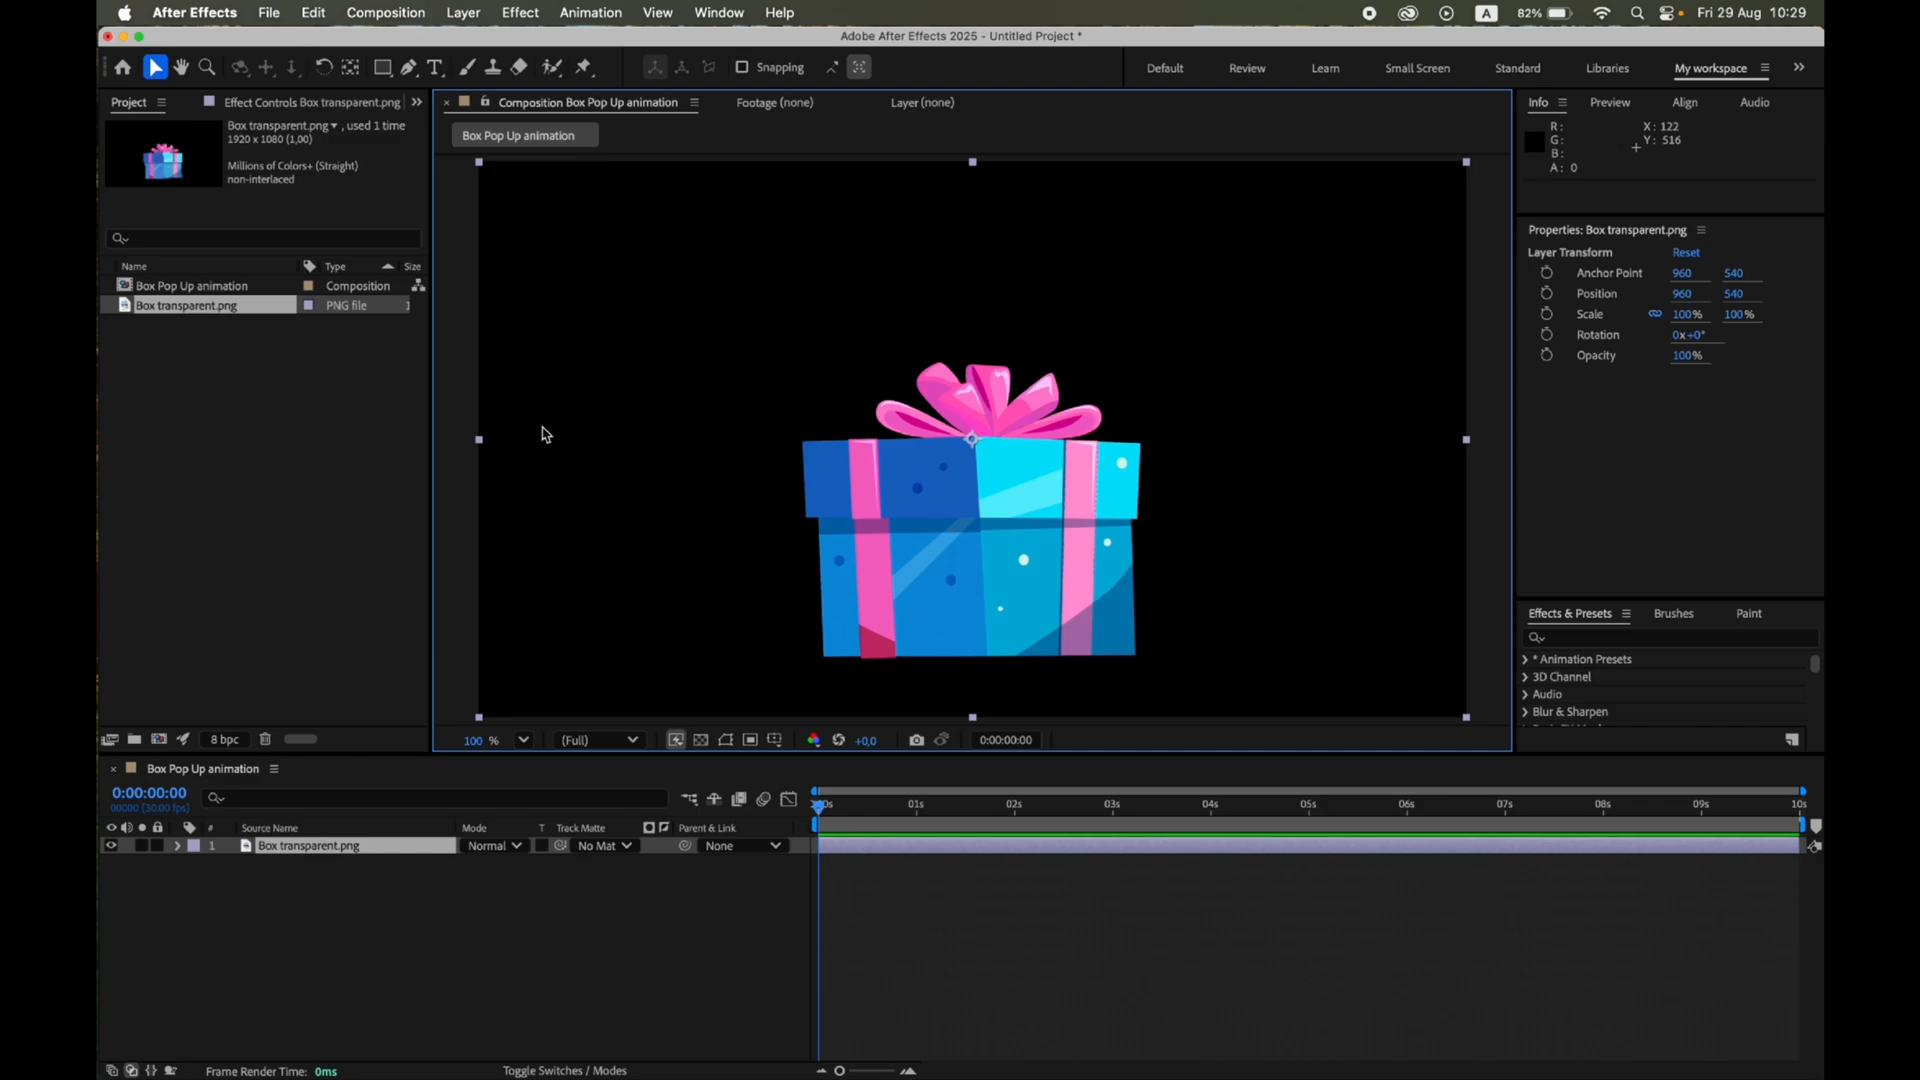 After Effects File Edit Composition Layer Effect Animation View Window Help A 82% Fri 29 Aug 10:29
Adobe After Effects 2025 - Untitled Project *
Snapping Default Review Learn Small Screen Standard Libraries My workspace
Project Effect Controls Box transparent.png
Box transparent.png , used 1 time
1920 x 1080 (1,00)
Millions of Colors+ (Straight)
non-interlaced
Name Type Size
Box Pop Up animation Composition
Box transparent.png PNG file
8 bpc
Composition Box Pop Up animation Footage (none) Layer (none)
Box Pop Up animation
100 % (Full) +0,0 0:00:00:00
Info Preview Align Audio
R: X: 122
G: Y: 516
B:
A: 0
Properties: Box transparent.png
Layer Transform Reset
Anchor Point 960 540
Position 960 540
Scale 100% 100%
Rotation 0x+0°
Opacity 100%
Effects & Presets Brushes Paint
* Animation Presets
3D Channel
Audio
Blur & Sharpen
Box Pop Up animation
0:00:00:00
00000 (30.00 fps)
01s 02s 03s 04s 05s 06s 07s 08s 09s 10s
# Source Name Mode T Track Matte Parent & Link
1 Box transparent.png Normal No Mat None
Frame Render Time: 0ms Toggle Switches / Modes